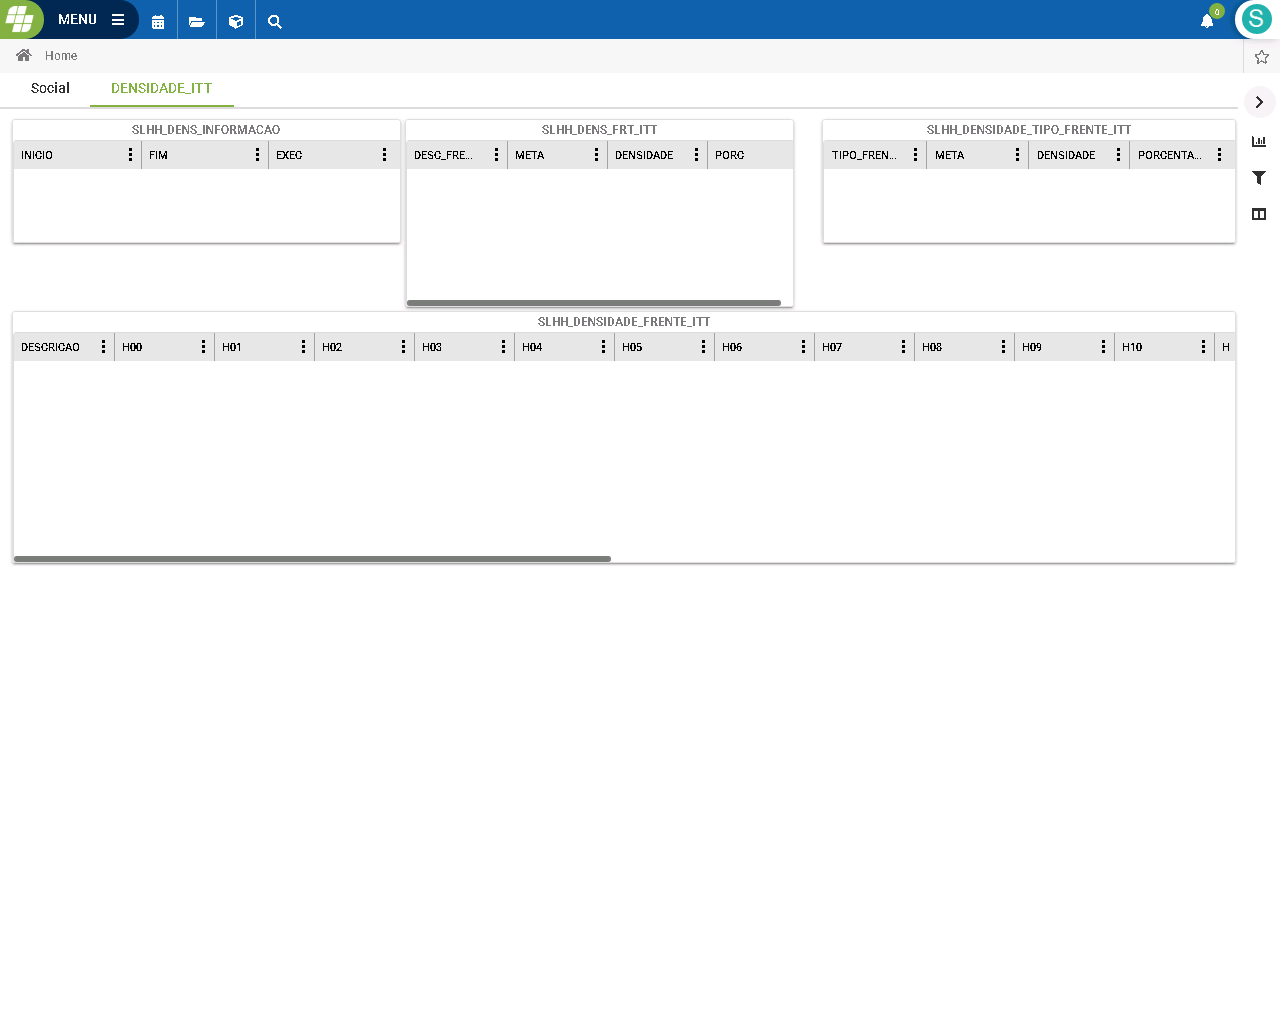 MENU
0
S
Home
Social
DENSIDADE_ITT
SLHH_DENS_INFORMACAO
INICIO FIM EXEC
SLHH_DENS_FRT_ITT
DESC_FRE... META DENSIDADE PORC
SLHH_DENSIDADE_TIPO_FRENTE_ITT
TIPO_FREN... META DENSIDADE PORCENTA...
SLHH_DENSIDADE_FRENTE_ITT
DESCRICAO H00 H01 H02 H03 H04 H05 H06 H07 H08 H09 H10 H